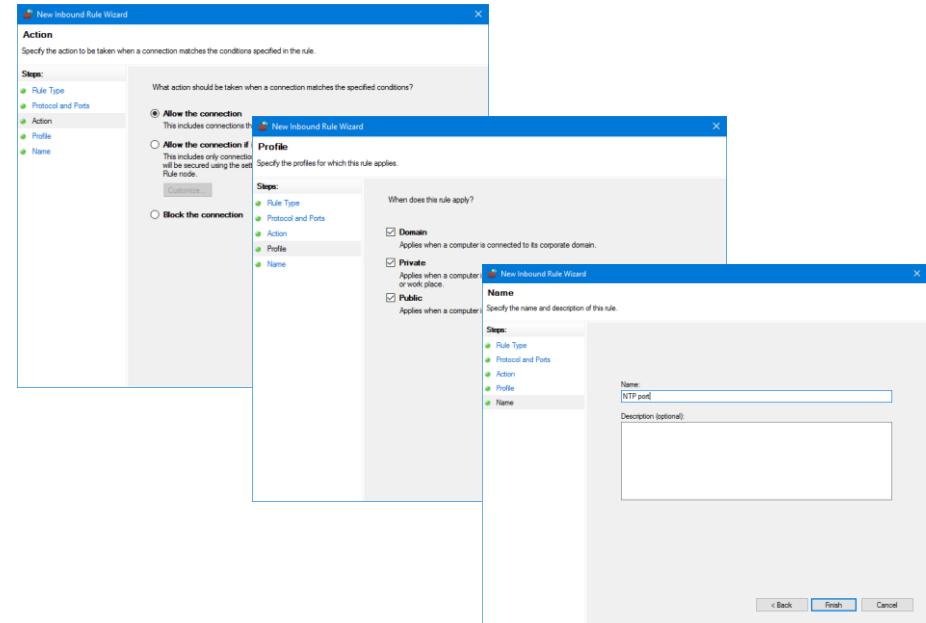 New Inbound Rule Wizard
Action
Specify the action to be taken when a connection matches the conditions specified in the rule.
Steps:
Rule Type
Protocol and Ports
Action
Profile
Name
What action should be taken when a connection matches the specified conditions?
Allow the connection
This includes connections th
Allow the connection if
This includes only connectio
will be secured using the sett
Rule node.
Customize...
Block the connection
New Inbound Rule Wizard
Profile
Specify the profiles for which this rule applies.
Steps:
Rule Type
Protocol and Ports
Action
Profile
Name
When does this rule apply?
Domain
Applies when a computer is connected to its corporate domain.
Private
Applies when a computer i
or work place.
Public
Applies when a computer i
New Inbound Rule Wizard
Name
Specify the name and description of this rule.
Steps:
Rule Type
Protocol and Ports
Action
Profile
Name
Name:
NTP port
Description (optional):
< Back Finish Cancel